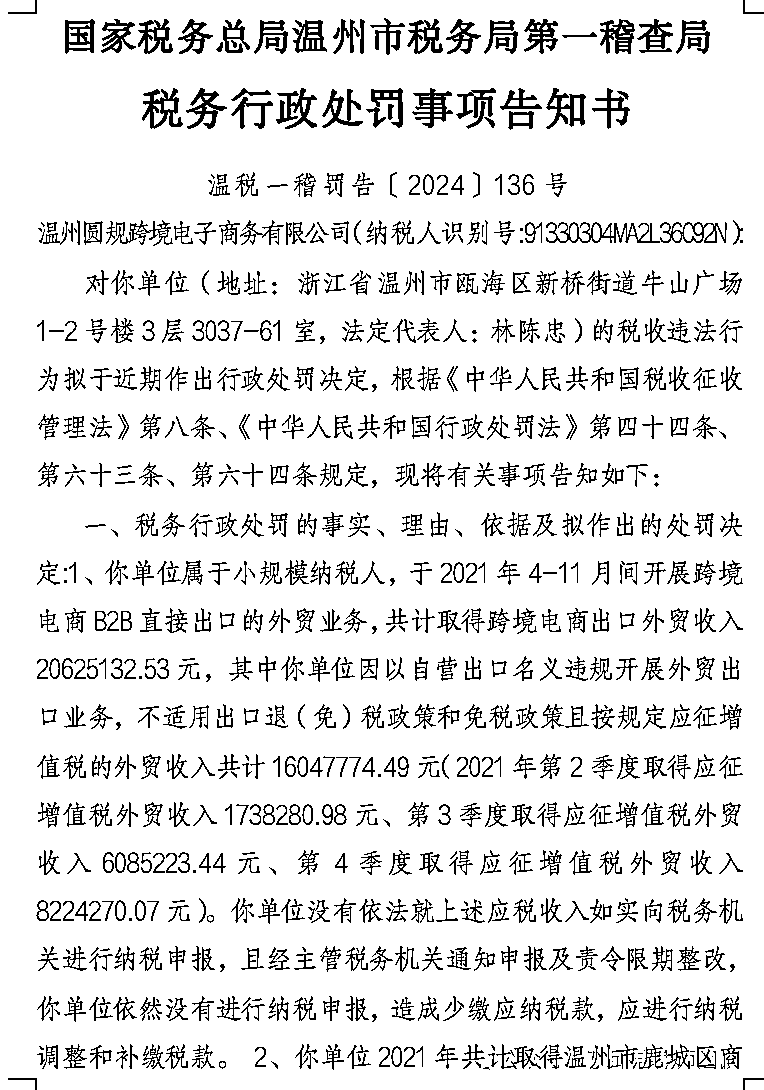 国家税务总局温州市税务局第一稽查局
税务行政处罚事项告知书
温税一稽罚告〔2024〕136 号
温州圆规跨境电子商务有限公司(纳税人识别号:91330304MA2L36C92N):
对你单位(地址:浙江省温州市瓯海区新桥街道牛山广场
1-2 号楼 3 层 3037-61 室,法定代表人:林陈忠)的税收违法行
为拟于近期作出行政处罚决定,根据《中华人民共和国税收征收
管理法》第八条、《中华人民共和国行政处罚法》第四十四条、
第六十三条、第六十四条规定,现将有关事项告知如下:
一、税务行政处罚的事实、理由、依据及拟作出的处罚决
定:1、你单位属于小规模纳税人,于 2021 年 4-11 月间开展跨境
电商 B2B 直接出口的外贸业务,共计取得跨境电商出口外贸收入
20625132.53 元,其中你单位因以自营出口名义违规开展外贸出
口业务,不适用出口退(免)税政策和免税政策且按规定应征增
值税的外贸收入共计 16047774.49 元(2021 年第 2 季度取得应征
增值税外贸收入 1738280.98 元、第 3 季度取得应征增值税外贸
收入 6085223.44 元、第 4 季度取得应征增值税外贸收入
8224270.07 元)。你单位没有依法就上述应税收入如实向税务机
关进行纳税申报,且经主管税务机关通知申报及责令限期整改,
你单位依然没有进行纳税申报,造成少缴应纳税款,应进行纳税
调整和补缴税款。 2、你单位 2021 年共计取得温州市鹿城区商